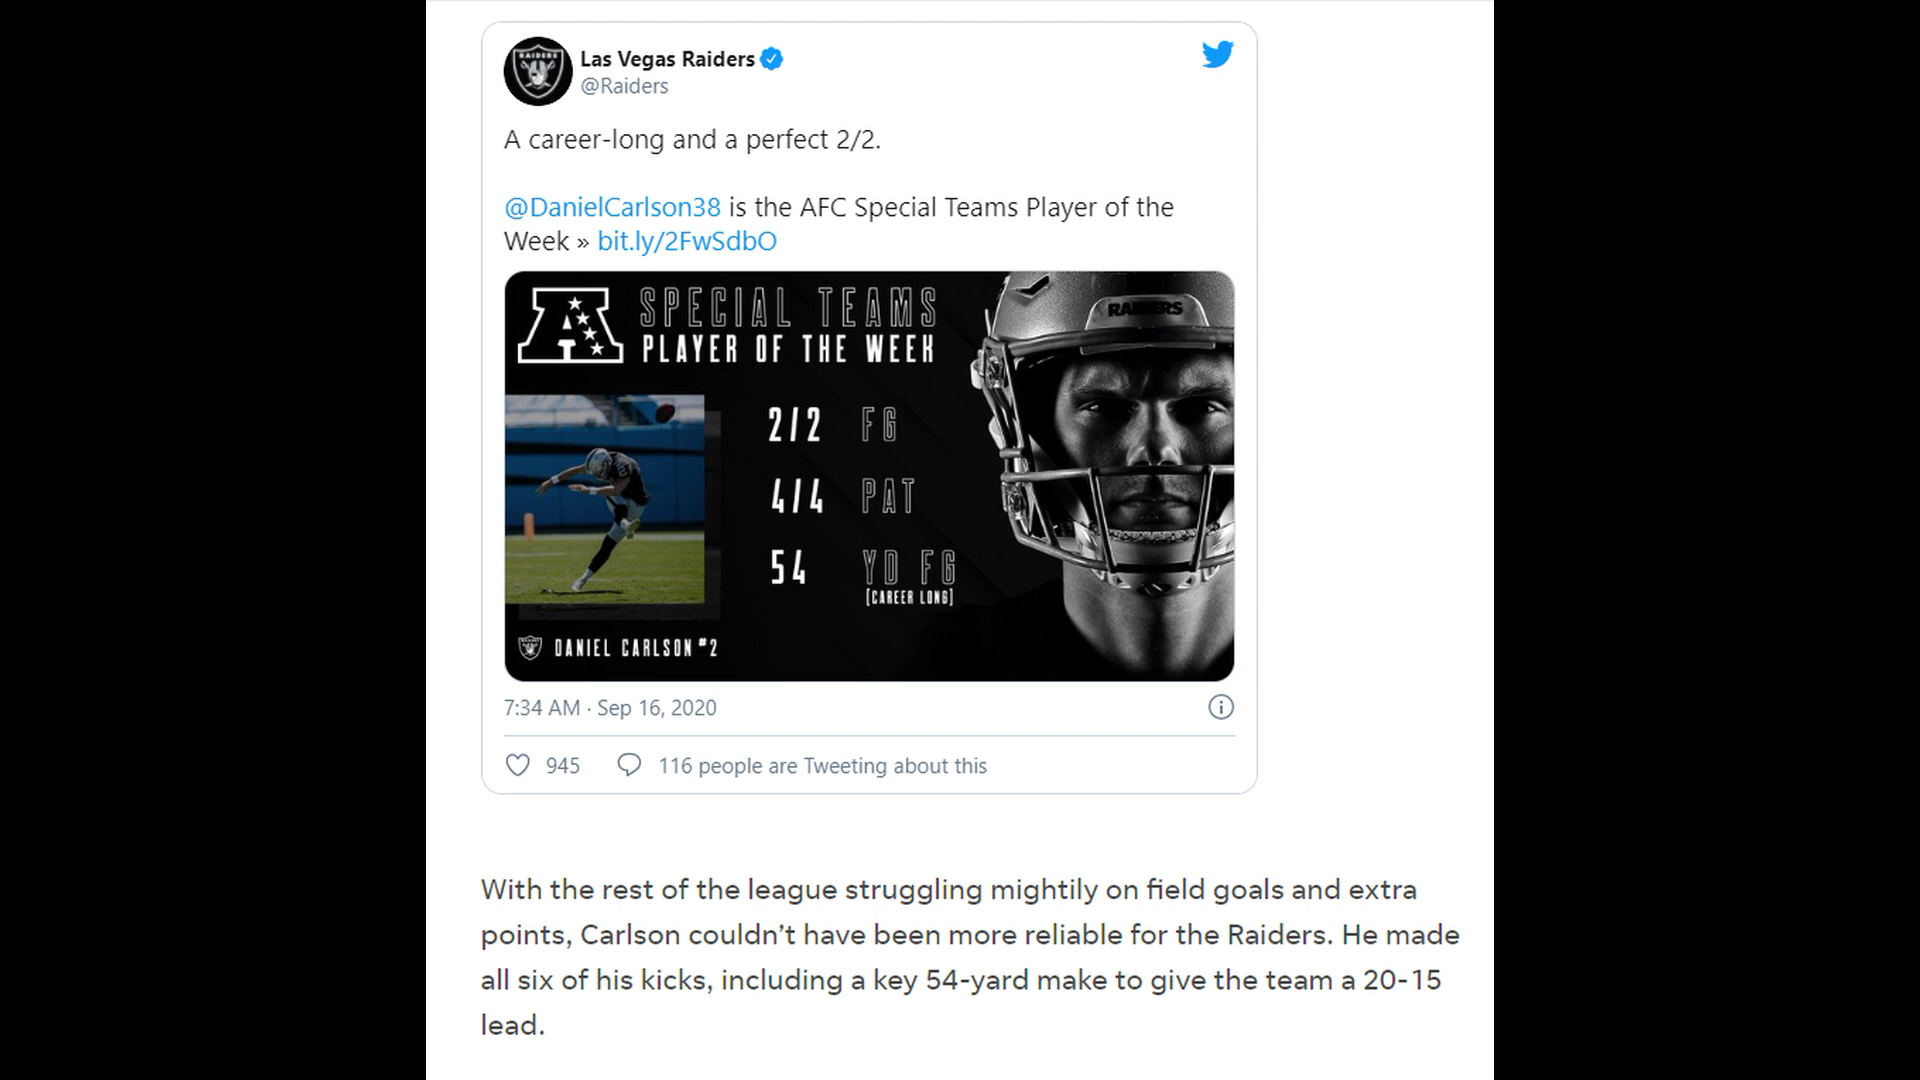 Las Vegas Raiders
@Raiders
A career-long and a perfect 2/2.
@DanielCarlson38 is the AFC Special Teams Player of the
Week » bit.ly/2FwSdbO
RAIDERS
SPECIAL TEAMS
PLAYER OF THE WEEK
2/2 FG
4/4 PAT
54 YD FG
[CAREER LONG]
DANIEL CARLSON #2
7:34 AM · Sep 16, 2020
945 116 people are Tweeting about this
With the rest of the league struggling mightily on field goals and extra
points, Carlson couldn’t have been more reliable for the Raiders. He made
all six of his kicks, including a key 54-yard make to give the team a 20-15
lead.